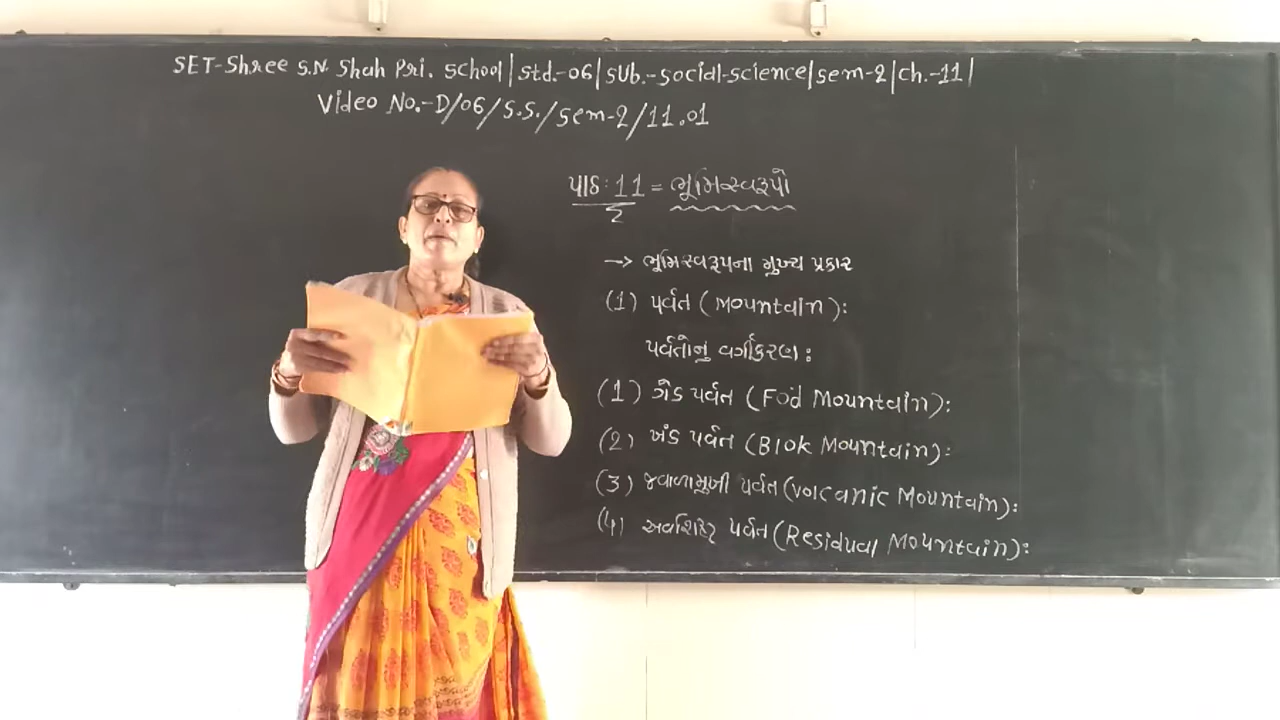 SET-Shree S.N. Shah Pri. School|Std.-06|SUb.-Social-Science|Sem-2|Ch.-11|
Video No.-D/06/S.S./Sem-2/11.01
પાઠ:11 = ભૂમિસ્વરૂપો
→ ભૂમિસ્વરૂપના મુખ્ય પ્રકાર
(1) પર્વત (Mountain):
પર્વતોનું વર્ગીકરણ:
(1) ગેડ પર્વત (Fod Mountain):
(2) ખંડ પર્વત (Blok Mountain):
(3) જવાળામુખી પર્વત (Volcanic Mountain):
(4) અવશિષ્ટ પર્વત (Residual Mountain):